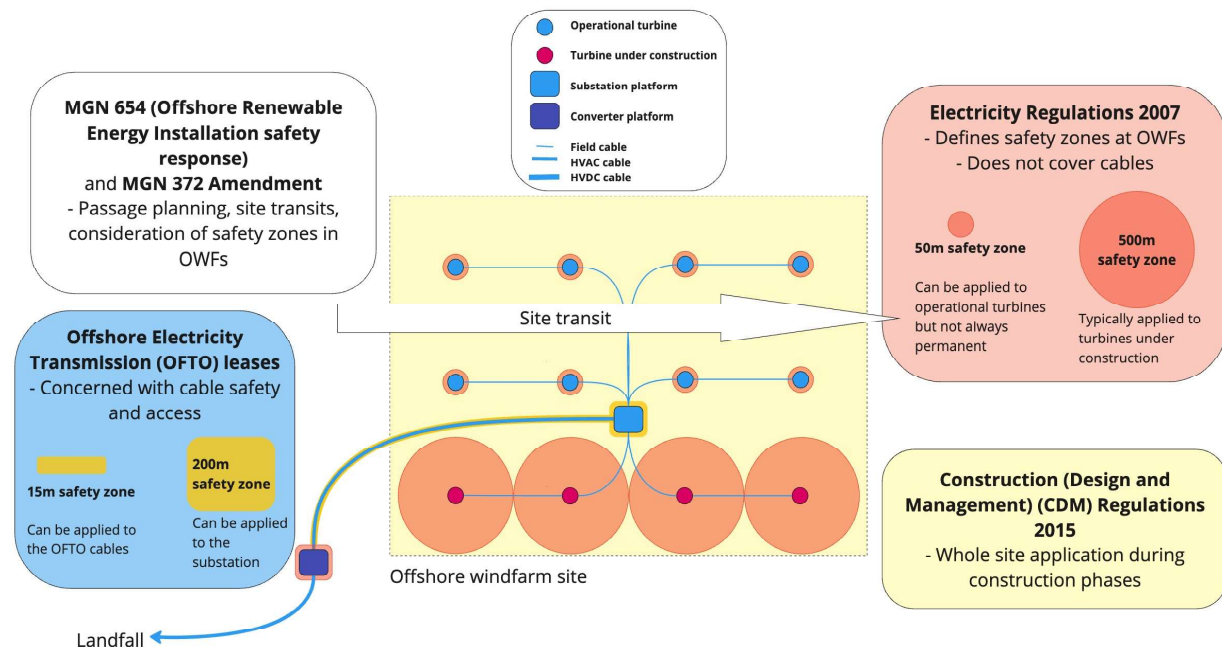 Operational turbine
Turbine under construction
Substation platform
Converter platform
Field cable
HVAC cable
HVDC cable
MGN 654 (Offshore Renewable
Energy Installation safety
response)
and MGN 372 Amendment
- Passage planning, site transits,
consideration of safety zones in
OWFs
Electricity Regulations 2007
- Defines safety zones at OWFs
- Does not cover cables
50m safety zone
Can be applied to
operational turbines
but not always
permanent
500m
safety zone
Typically applied to
turbines under
construction
Site transit
Offshore Electricity
Transmission (OFTO) leases
- Concerned with cable safety
and access
15m safety zone
Can be applied to
the OFTO cables
200m
safety zone
Can be applied
to the
substation
Construction (Design and
Management) (CDM) Regulations
2015
- Whole site application during
construction phases
Offshore windfarm site
Landfall